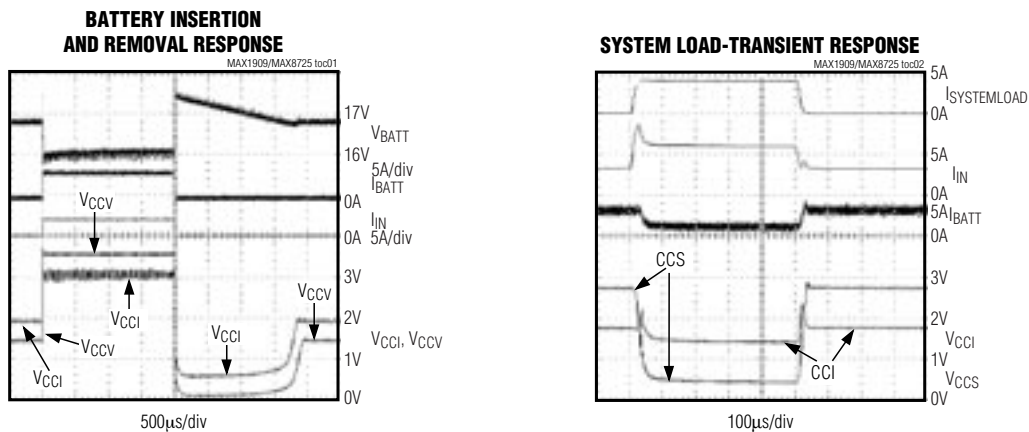 BATTERY INSERTION
AND REMOVAL RESPONSE
MAX1909/MAX8725 toc01
17V
VBATT
16V
5A/div
IBATT
0A
IIN
0A
5A/div
VCCV
VCCI
3V
2V
1V
0V
VCCI
VCCV
VCCI
VCCV
VCCI, VCCV
500µs/div
SYSTEM LOAD-TRANSIENT RESPONSE
MAX1909/MAX8725 toc02
5A
ISYSTEMLOAD
0A
5A
IIN
0A
5A
IBATT
0A
CCS
3V
2V
VCCI
1V
CCI
VCCS
0V
100µs/div